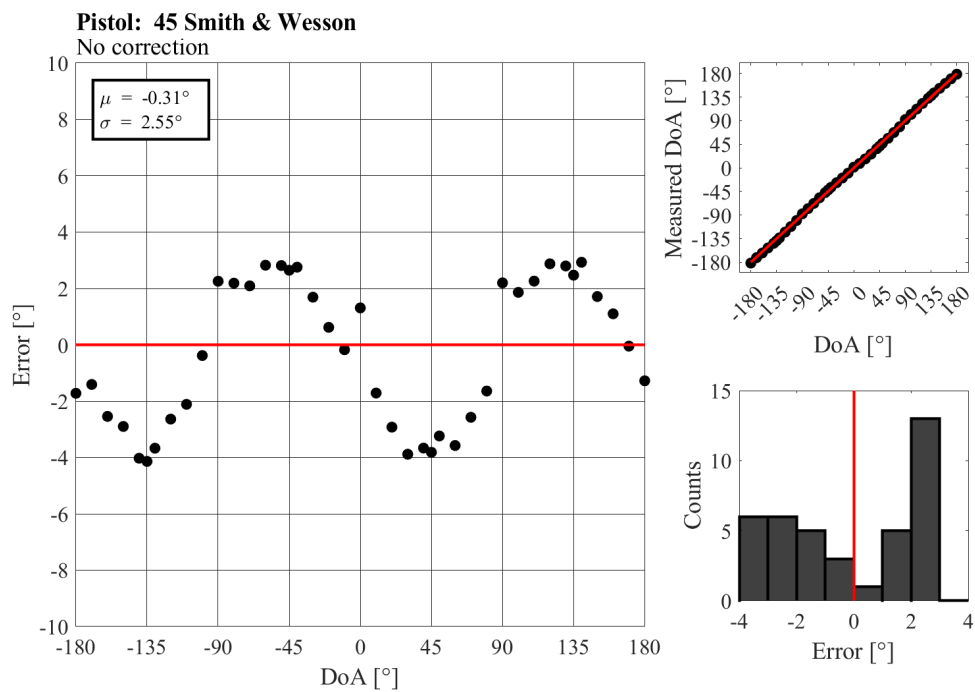 Pistol: 45 Smith & Wesson
No correction
μ = -0.31°
σ = 2.55°
10
8
6
4
2
0
-2
-4
-6
-8
-10
Error [°]
-180 -135 -90 -45 0 45 90 135 180
DoA [°]
180
135
90
45
0
-45
-90
-135
-180
Measured DoA [°]
-180 -135 -90 -45 0 45 90 135 180
DoA [°]
15
10
5
0
Counts
-4 -2 0 2 4
Error [°]